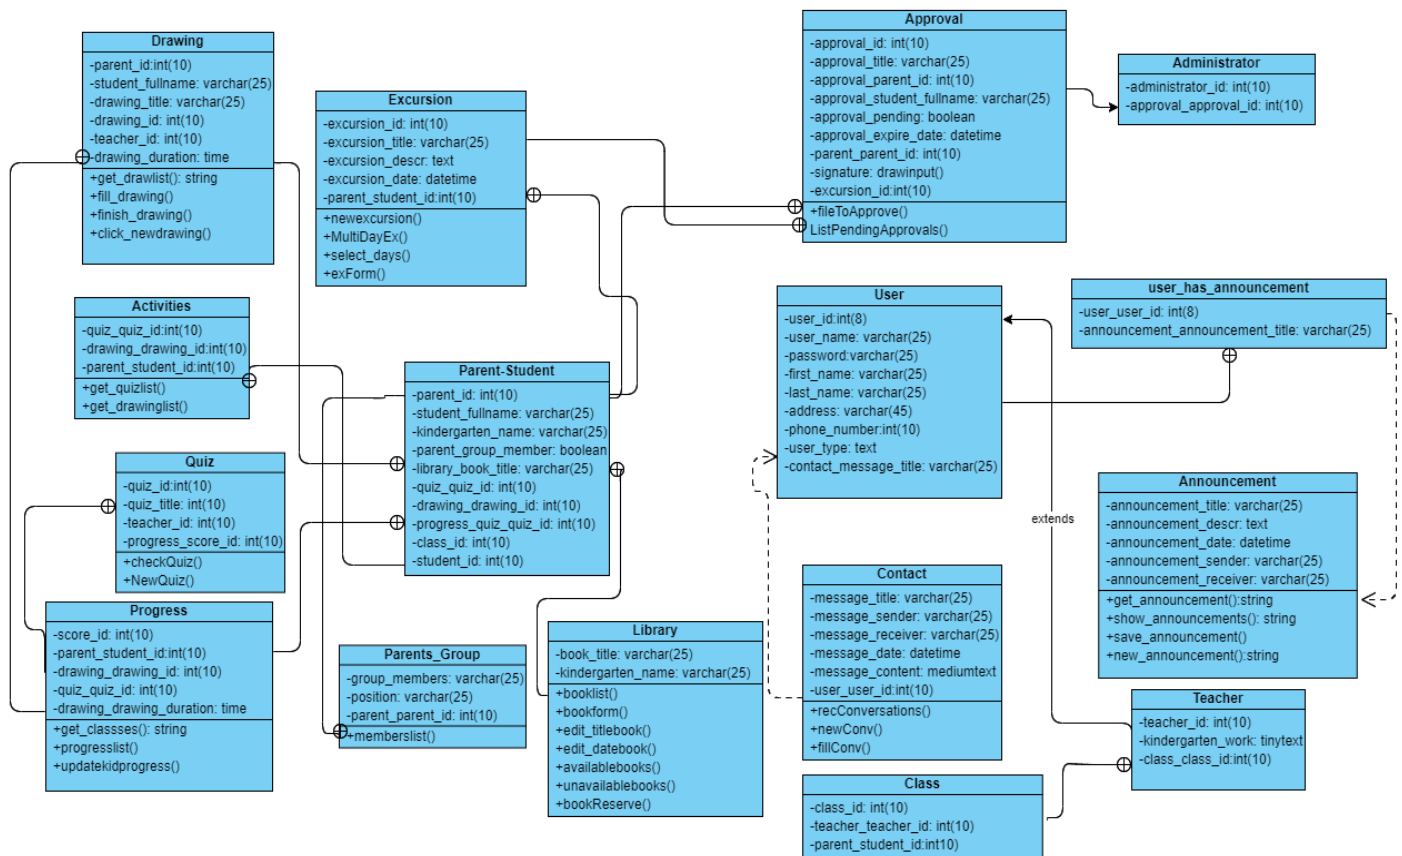 Drawing
-parent_id:int(10)
-student_fullname: varchar(25)
-drawing_title: varchar(25)
-drawing_id: int(10)
-teacher_id: int(10)
-drawing_duration: time
+get_drawlist(): string
+fill_drawing()
+finish_drawing()
+click_newdrawing()
Excursion
-excursion_id: int(10)
-excursion_title: varchar(25)
-excursion_descr: text
-excursion_date: datetime
-parent_student_id:int(10)
+newexcursion()
+MultiDayEx()
+select_days()
+exForm()
Approval
-approval_id: int(10)
-approval_title: varchar(25)
-approval_parent_id: int(10)
-approval_student_fullname: varchar(25)
-approval_pending: boolean
-approval_expire_date: datetime
-parent_parent_id: int(10)
-signature: drawinput()
-excursion_id:int(10)
+fileToApprove()
ListPendingApprovals()
Administrator
-administrator_id: int(10)
-approval_approval_id: int(10)
Activities
-quiz_quiz_id:int(10)
-drawing_drawing_id:int(10)
-parent_student_id:int(10)
+get_quizlist()
+get_drawinglist()
Parent-Student
-parent_id: int(10)
-student_fullname: varchar(25)
-kindergarten_name: varchar(25)
-parent_group_member: boolean
-library_book_title: varchar(25)
-quiz_quiz_id: int(10)
-drawing_drawing_id: int(10)
-progress_quiz_quiz_id: int(10)
-class_id: int(10)
-student_id: int(10)
User
-user_id:int(8)
-user_name: varchar(25)
-password:varchar(25)
-first_name: varchar(25)
-last_name: varchar(25)
-address: varchar(45)
-phone_number:int(10)
-user_type: text
-contact_message_title: varchar(25)
user_has_announcement
-user_user_id: int(8)
-announcement_announcement_title: varchar(25)
Quiz
-quiz_id:int(10)
-quiz_title: int(10)
-teacher_id: int(10)
-progress_score_id: int(10)
+checkQuiz()
+NewQuiz()
extends
Announcement
-announcement_title: varchar(25)
-announcement_descr: text
-announcement_date: datetime
-announcement_sender: varchar(25)
-announcement_receiver: varchar(25)
+get_announcement():string
+show_announcements(): string
+save_announcement()
+new_announcement():string
Progress
-score_id: int(10)
-parent_student_id:int(10)
-drawing_drawing_id: int(10)
-quiz_quiz_id: int(10)
-drawing_drawing_duration: time
+get_classses(): string
+progresslist()
+updatekidprogress()
Parents_Group
-group_members: varchar(25)
-position: varchar(25)
-parent_parent_id: int(10)
+memberslist()
Library
-book_title: varchar(25)
-kindergarten_name: varchar(25)
+booklist()
+bookform()
+edit_titlebook()
+edit_datebook()
+availablebooks()
+unavailablebooks()
+bookReserve()
Contact
-message_title: varchar(25)
-message_sender: varchar(25)
-message_receiver: varchar(25)
-message_date: datetime
-message_content: mediumtext
-user_user_id:int(10)
+recConversations()
+newConv()
+fillConv()
Teacher
-teacher_id: int(10)
-kindergarten_work: tinytext
-class_class_id:int(10)
Class
-class_id: int(10)
-teacher_teacher_id: int(10)
-parent_student_id:int10)